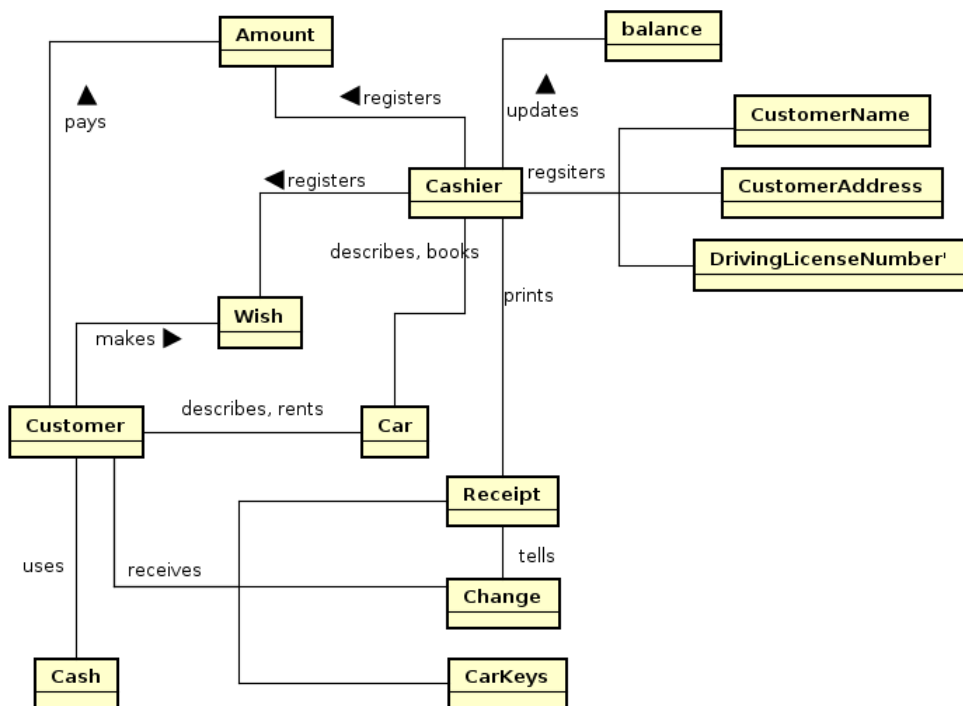 Amount
balance
registers
pays
updates
CustomerName
registers
Cashier
regsiters
CustomerAddress
describes, books
DrivingLicenseNumber'
prints
Wish
makes
describes, rents
Customer
Car
Receipt
tells
uses
receives
Change
Cash
CarKeys